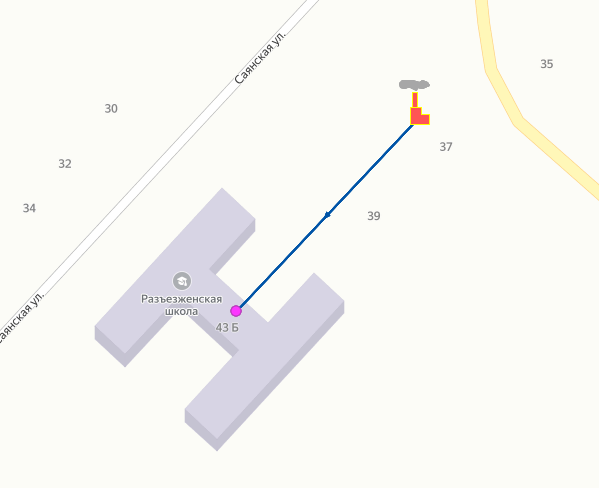 Саянская ул.
35
30
37
32
34
39
Разъезженская
школа
аянская ул.
43 Б